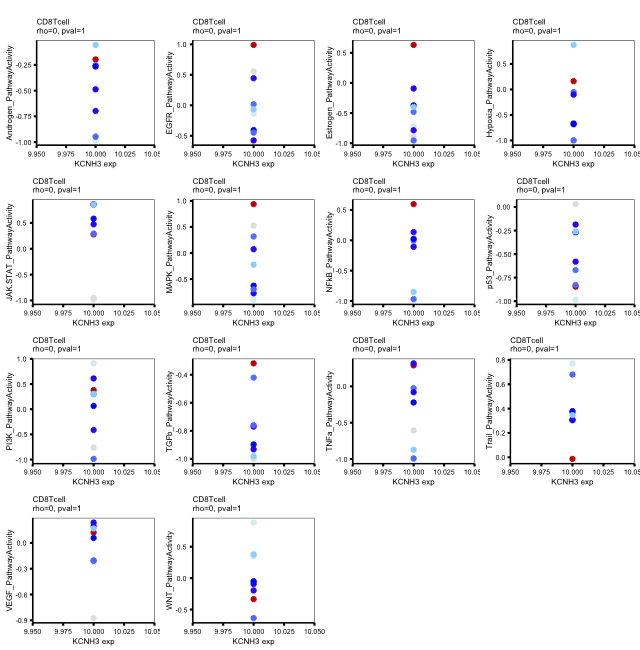 CD8Tcell
rho=0, pval=1
Androgen_PathwayActivity
-0.25
-0.50
-0.75
-1.00
9.950 9.975 10.000 10.025 10.05
KCNH3 exp
CD8Tcell
rho=0, pval=1
EGFR_PathwayActivity
1.0
0.5
0.0
-0.5
9.950 9.975 10.000 10.025 10.05
KCNH3 exp
CD8Tcell
rho=0, pval=1
Estrogen_PathwayActivity
0.5
0.0
-0.5
-1.0
9.950 9.975 10.000 10.025 10.05
KCNH3 exp
CD8Tcell
rho=0, pval=1
Hypoxia_PathwayActivity
0.5
0.0
-0.5
-1.0
9.950 9.975 10.000 10.025 10.05
KCNH3 exp
CD8Tcell
rho=0, pval=1
JAK.STAT_PathwayActivity
0.5
0.0
-0.5
-1.0
9.950 9.975 10.000 10.025 10.05
KCNH3 exp
CD8Tcell
rho=0, pval=1
MAPK_PathwayActivity
1.0
0.5
0.0
-0.5
9.950 9.975 10.000 10.025 10.05
KCNH3 exp
CD8Tcell
rho=0, pval=1
NFkB_PathwayActivity
0.5
0.0
-0.5
-1.0
9.950 9.975 10.000 10.025 10.05
KCNH3 exp
CD8Tcell
rho=0, pval=1
p53_PathwayActivity
0.00
-0.25
-0.50
-0.75
-1.00
9.950 9.975 10.000 10.025 10.05
KCNH3 exp
CD8Tcell
rho=0, pval=1
PI3K_PathwayActivity
1.0
0.5
0.0
-0.5
-1.0
9.950 9.975 10.000 10.025 10.05
KCNH3 exp
CD8Tcell
rho=0, pval=1
TGFb_PathwayActivity
-0.4
-0.6
-0.8
-1.0
9.950 9.975 10.000 10.025 10.05
KCNH3 exp
CD8Tcell
rho=0, pval=1
TNFa_PathwayActivity
0.0
-0.5
-1.0
9.950 9.975 10.000 10.025 10.05
KCNH3 exp
CD8Tcell
rho=0, pval=1
Trail_PathwayActivity
0.8
0.6
0.4
0.2
0.0
9.950 9.975 10.000 10.025 10.05
KCNH3 exp
CD8Tcell
rho=0, pval=1
VEGF_PathwayActivity
0.0
-0.3
-0.6
-0.9
9.950 9.975 10.000 10.025 10.05
KCNH3 exp
CD8Tcell
rho=0, pval=1
WNT_PathwayActivity
0.5
0.0
-0.5
9.950 9.975 10.000 10.025 10.050
KCNH3 exp